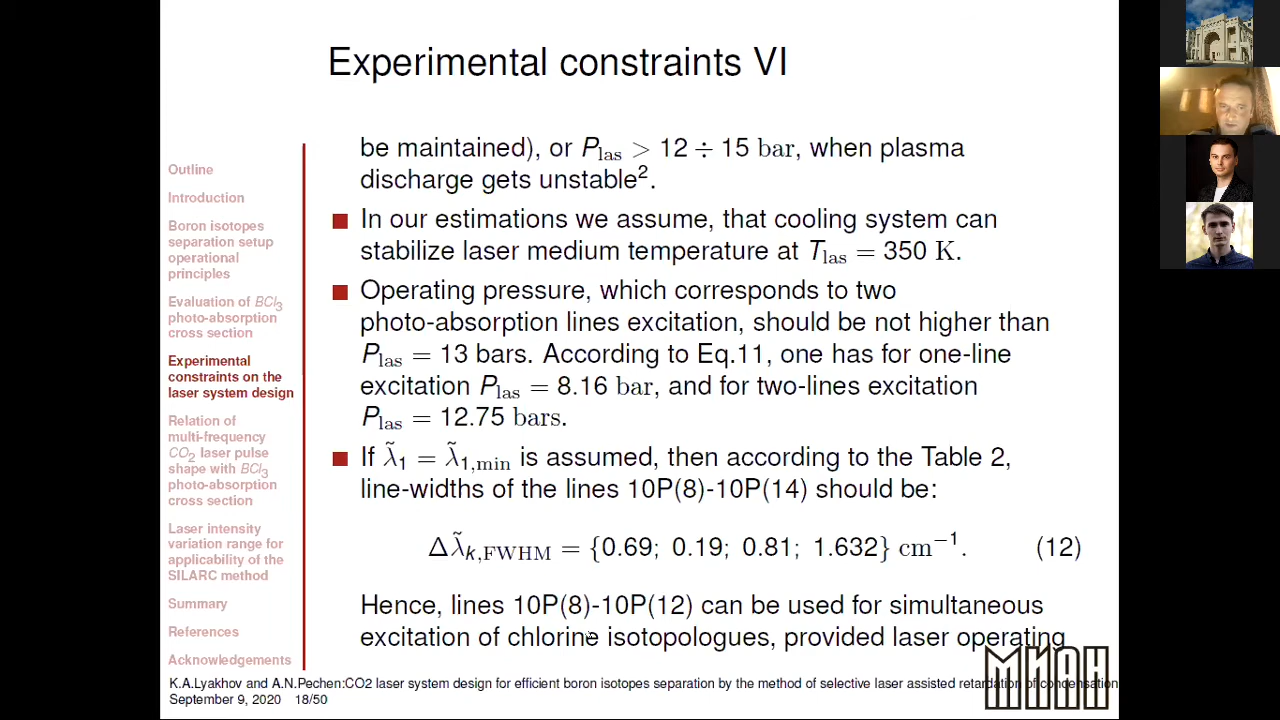 Experimental constraints VI
be maintained), or P_las > 12 ÷ 15 bar, when plasma
discharge gets unstable².
In our estimations we assume, that cooling system can
stabilize laser medium temperature at T_las = 350 K.
Operating pressure, which corresponds to two
photo-absorption lines excitation, should be not higher than
P_las = 13 bars. According to Eq.11, one has for one-line
excitation P_las = 8.16 bar, and for two-lines excitation
P_las = 12.75 bars.
If λ̃₁ = λ̃₁,min is assumed, then according to the Table 2,
line-widths of the lines 10P(8)-10P(14) should be:
Δλ̃_k,FWHM = {0.69; 0.19; 0.81; 1.632} cm⁻¹. (12)
Hence, lines 10P(8)-10P(12) can be used for simultaneous
excitation of chlorine isotopologues, provided laser operating
Outline
Introduction
Boron isotopes
separation setup
operational
principles
Evaluation of BCl₃
photo-absorption
cross section
Experimental
constraints on the
laser system design
Relation of
multi-frequency
CO₂ laser pulse
shape with BCl₃
photo-absorption
cross section
Laser intensity
variation range for
applicability of the
SILARC method
Summary
References
Acknowledgements
K.A.Lyakhov and A.N.Pechen:CO2 laser system design for efficient boron isotopes separation by the method of selective laser assisted retardation of condensation
September 9, 2020 18/50
МИАН